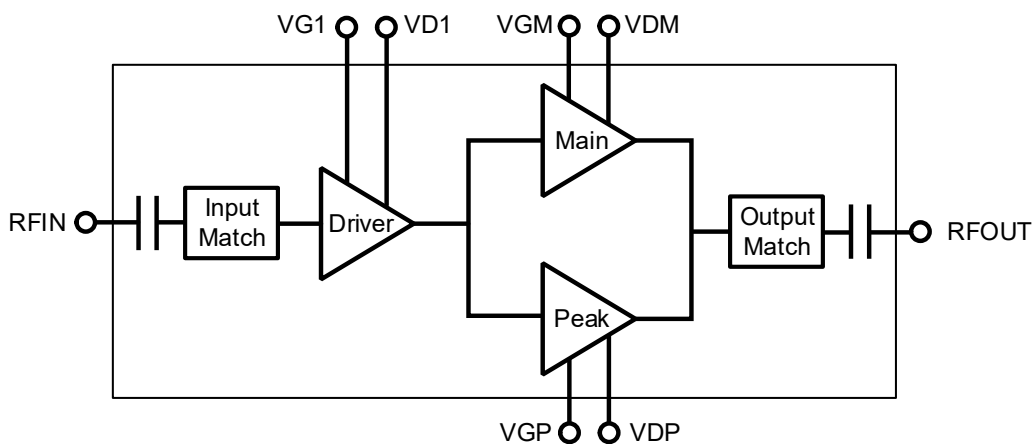 VG1 VD1 VGM VDM
Main
RFIN
Input
Match
Driver
Output
Match
RFOUT
Peak
VGP VDP